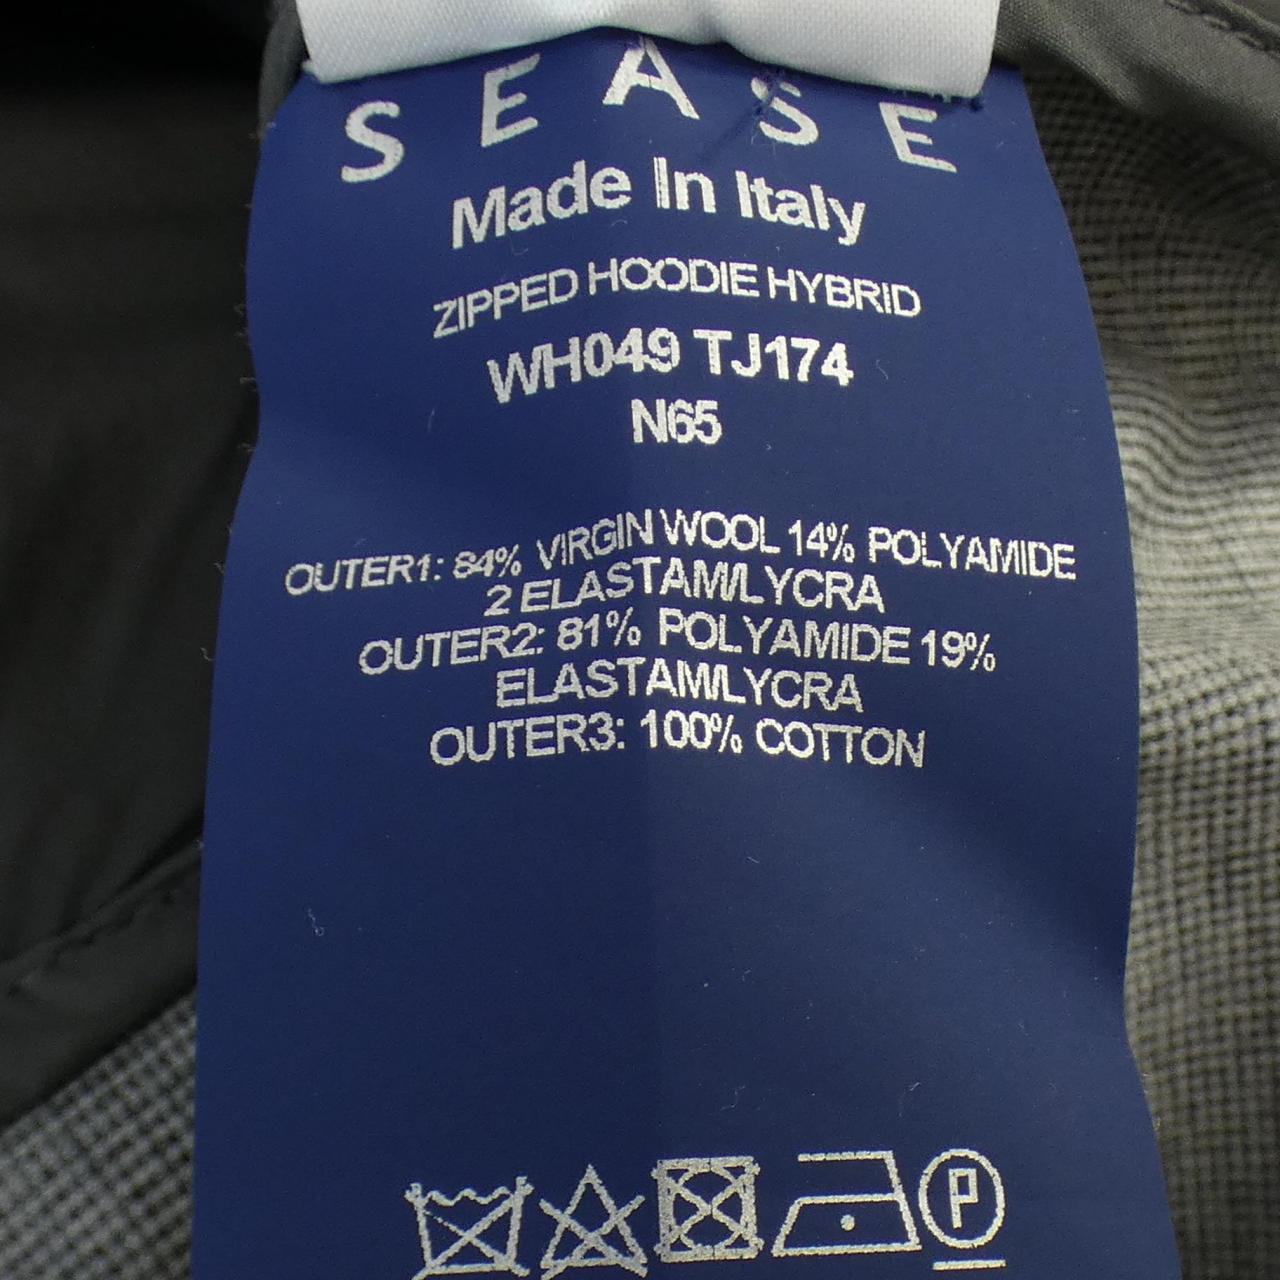 SEASE
Made In Italy
ZIPPED HOODIE HYBRID
WH049 TJ174
N65
OUTER1: 84% VIRGIN WOOL 14% POLYAMIDE
2 ELASTAM/LYCRA
OUTER2: 81% POLYAMIDE 19%
ELASTAM/LYCRA
OUTER3: 100% COTTON
P